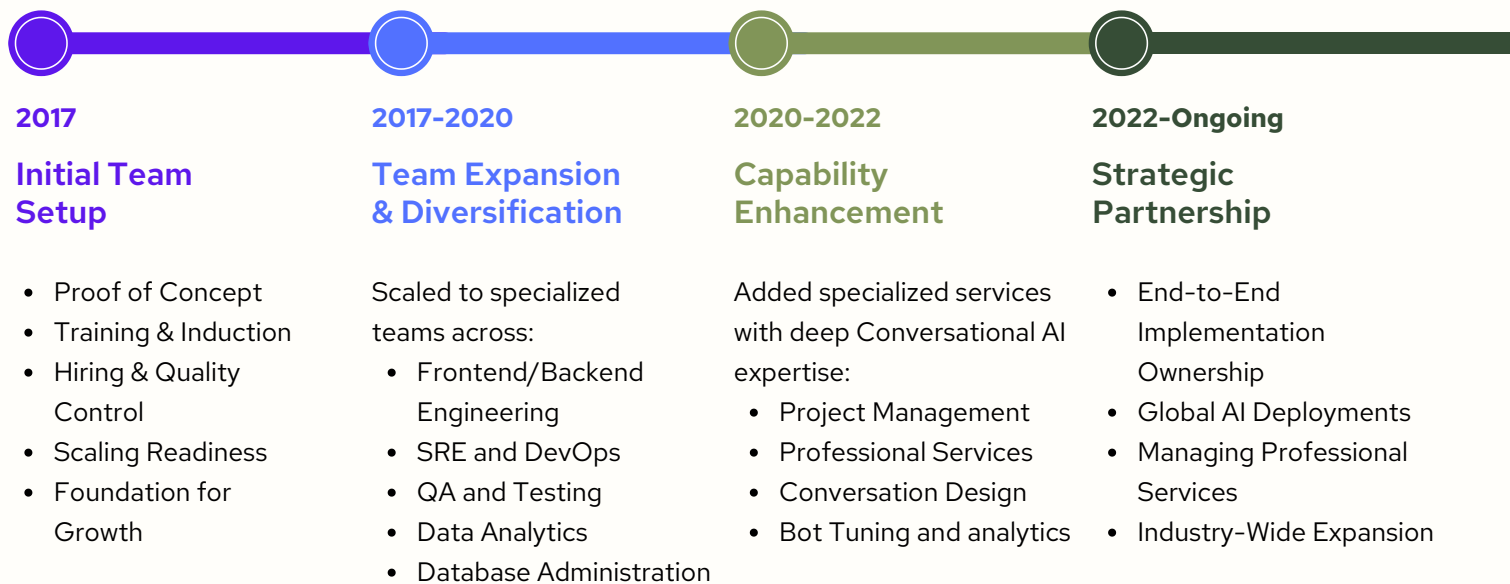 2017
Initial Team
Setup
• Proof of Concept
• Training & Induction
• Hiring & Quality
Control
• Scaling Readiness
• Foundation for
Growth
2017-2020
Team Expansion
& Diversification
Scaled to specialized
teams across:
• Frontend/Backend
Engineering
• SRE and DevOps
• QA and Testing
• Data Analytics
• Database Administration
2020-2022
Capability
Enhancement
Added specialized services
with deep Conversational AI
expertise:
• Project Management
• Professional Services
• Conversation Design
• Bot Tuning and analytics
2022-Ongoing
Strategic
Partnership
• End-to-End
Implementation
Ownership
• Global AI Deployments
• Managing Professional
Services
• Industry-Wide Expansion